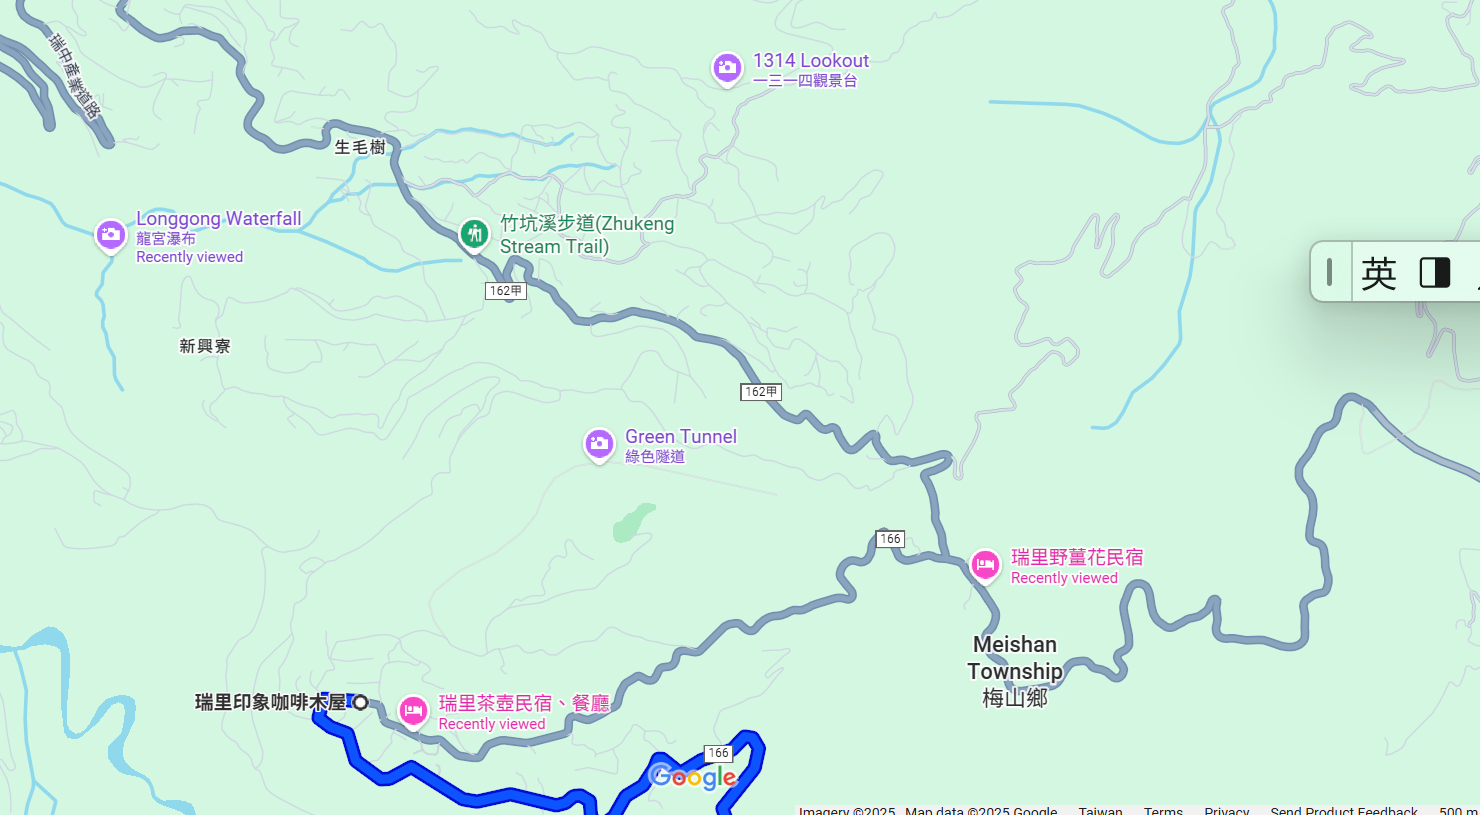 瑞中產業道路
1314 Lookout
一三一四觀景台
生毛樹
Longgong Waterfall
龍宮瀑布
Recently viewed
竹坑溪步道(Zhukeng
Stream Trail)
162甲
英
新興寮
162甲
Green Tunnel
綠色隧道
166
瑞里野薑花民宿
Recently viewed
Meishan
Township
梅山鄉
瑞里印象咖啡木屋
瑞里茶壺民宿、餐廳
Recently viewed
166
Google
Imagery ©2025 Map data ©2025 Google Taiwan Terms Privacy Send Product Feedback 500 m